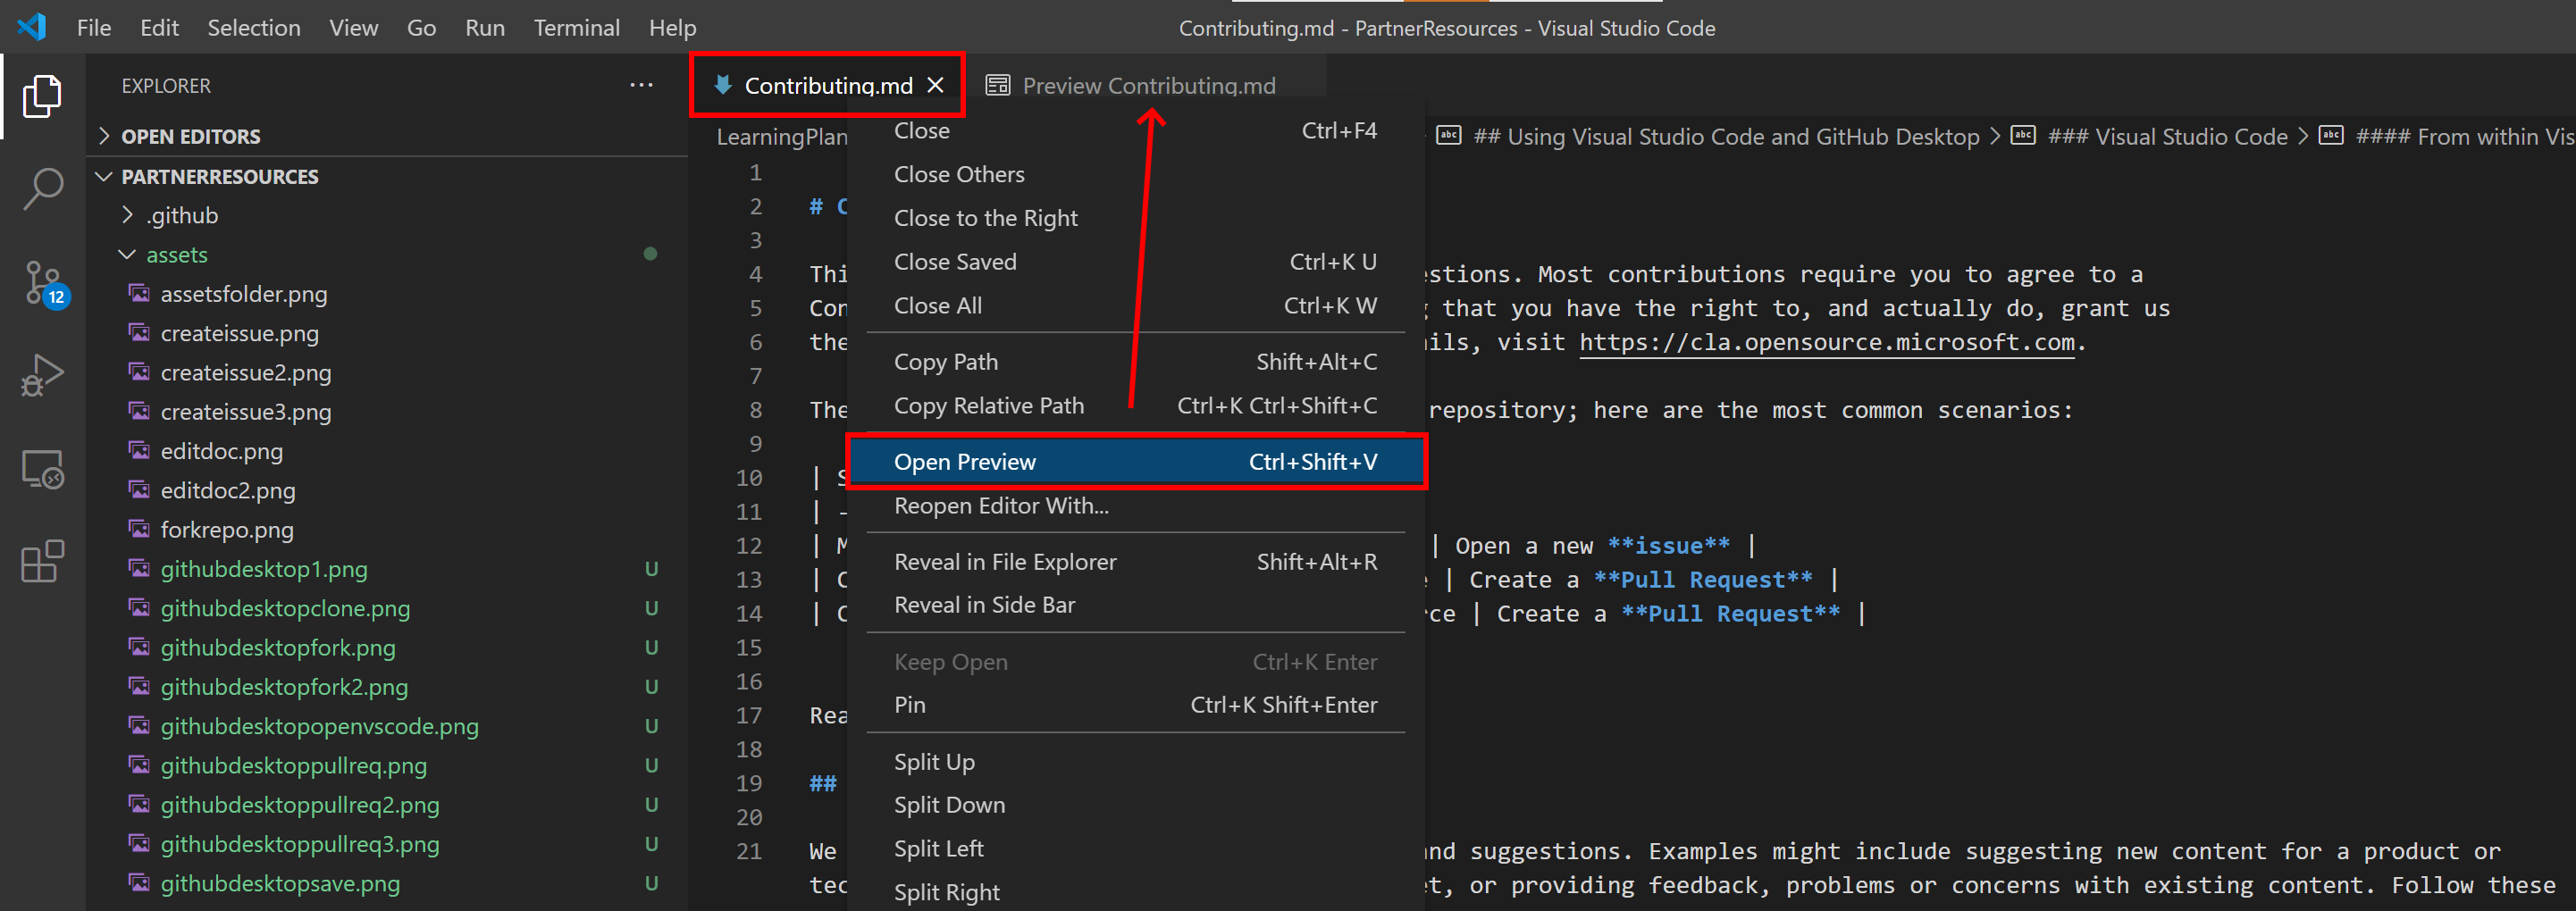 File Edit Selection View Go Run Terminal Help
Contributing.md - PartnerResources - Visual Studio Code
EXPLORER ...
OPEN EDITORS
PARTNERRESOURCES
.github
assets
assetsfolder.png
createissue.png
createissue2.png
createissue3.png
editdoc.png
editdoc2.png
forkrepo.png
githubdesktop1.png U
githubdesktopclone.png U
githubdesktopfork.png U
githubdesktopfork2.png U
githubdesktopopenvscode.png U
githubdesktoppullreq.png U
githubdesktoppullreq2.png U
githubdesktoppullreq3.png U
githubdesktopsave.png U
12
Contributing.md
Preview Contributing.md
LearningPlan
## Using Visual Studio Code and GitHub Desktop > ### Visual Studio Code > #### From within Vis
Close Ctrl+F4
Close Others
Close to the Right
Close Saved Ctrl+K U
Close All Ctrl+K W
Copy Path Shift+Alt+C
Copy Relative Path Ctrl+K Ctrl+Shift+C
Open Preview Ctrl+Shift+V
Reopen Editor With...
Reveal in File Explorer Shift+Alt+R
Reveal in Side Bar
Keep Open Ctrl+K Enter
Pin Ctrl+K Shift+Enter
Split Up
Split Down
Split Left
Split Right
1
2 #
3
4 Thi stions. Most contributions require you to agree to a
5 Con that you have the right to, and actually do, grant us
6 the ils, visit https://cla.opensource.microsoft.com.
7
8 The repository; here are the most common scenarios:
9
10 |
11 |
12 | | Open a new **issue** |
13 | | Create a **Pull Request** |
14 | ce | Create a **Pull Request** |
15
16
17 Rea
18
19 ##
20
21 We nd suggestions. Examples might include suggesting new content for a product or
tec t, or providing feedback, problems or concerns with existing content. Follow these